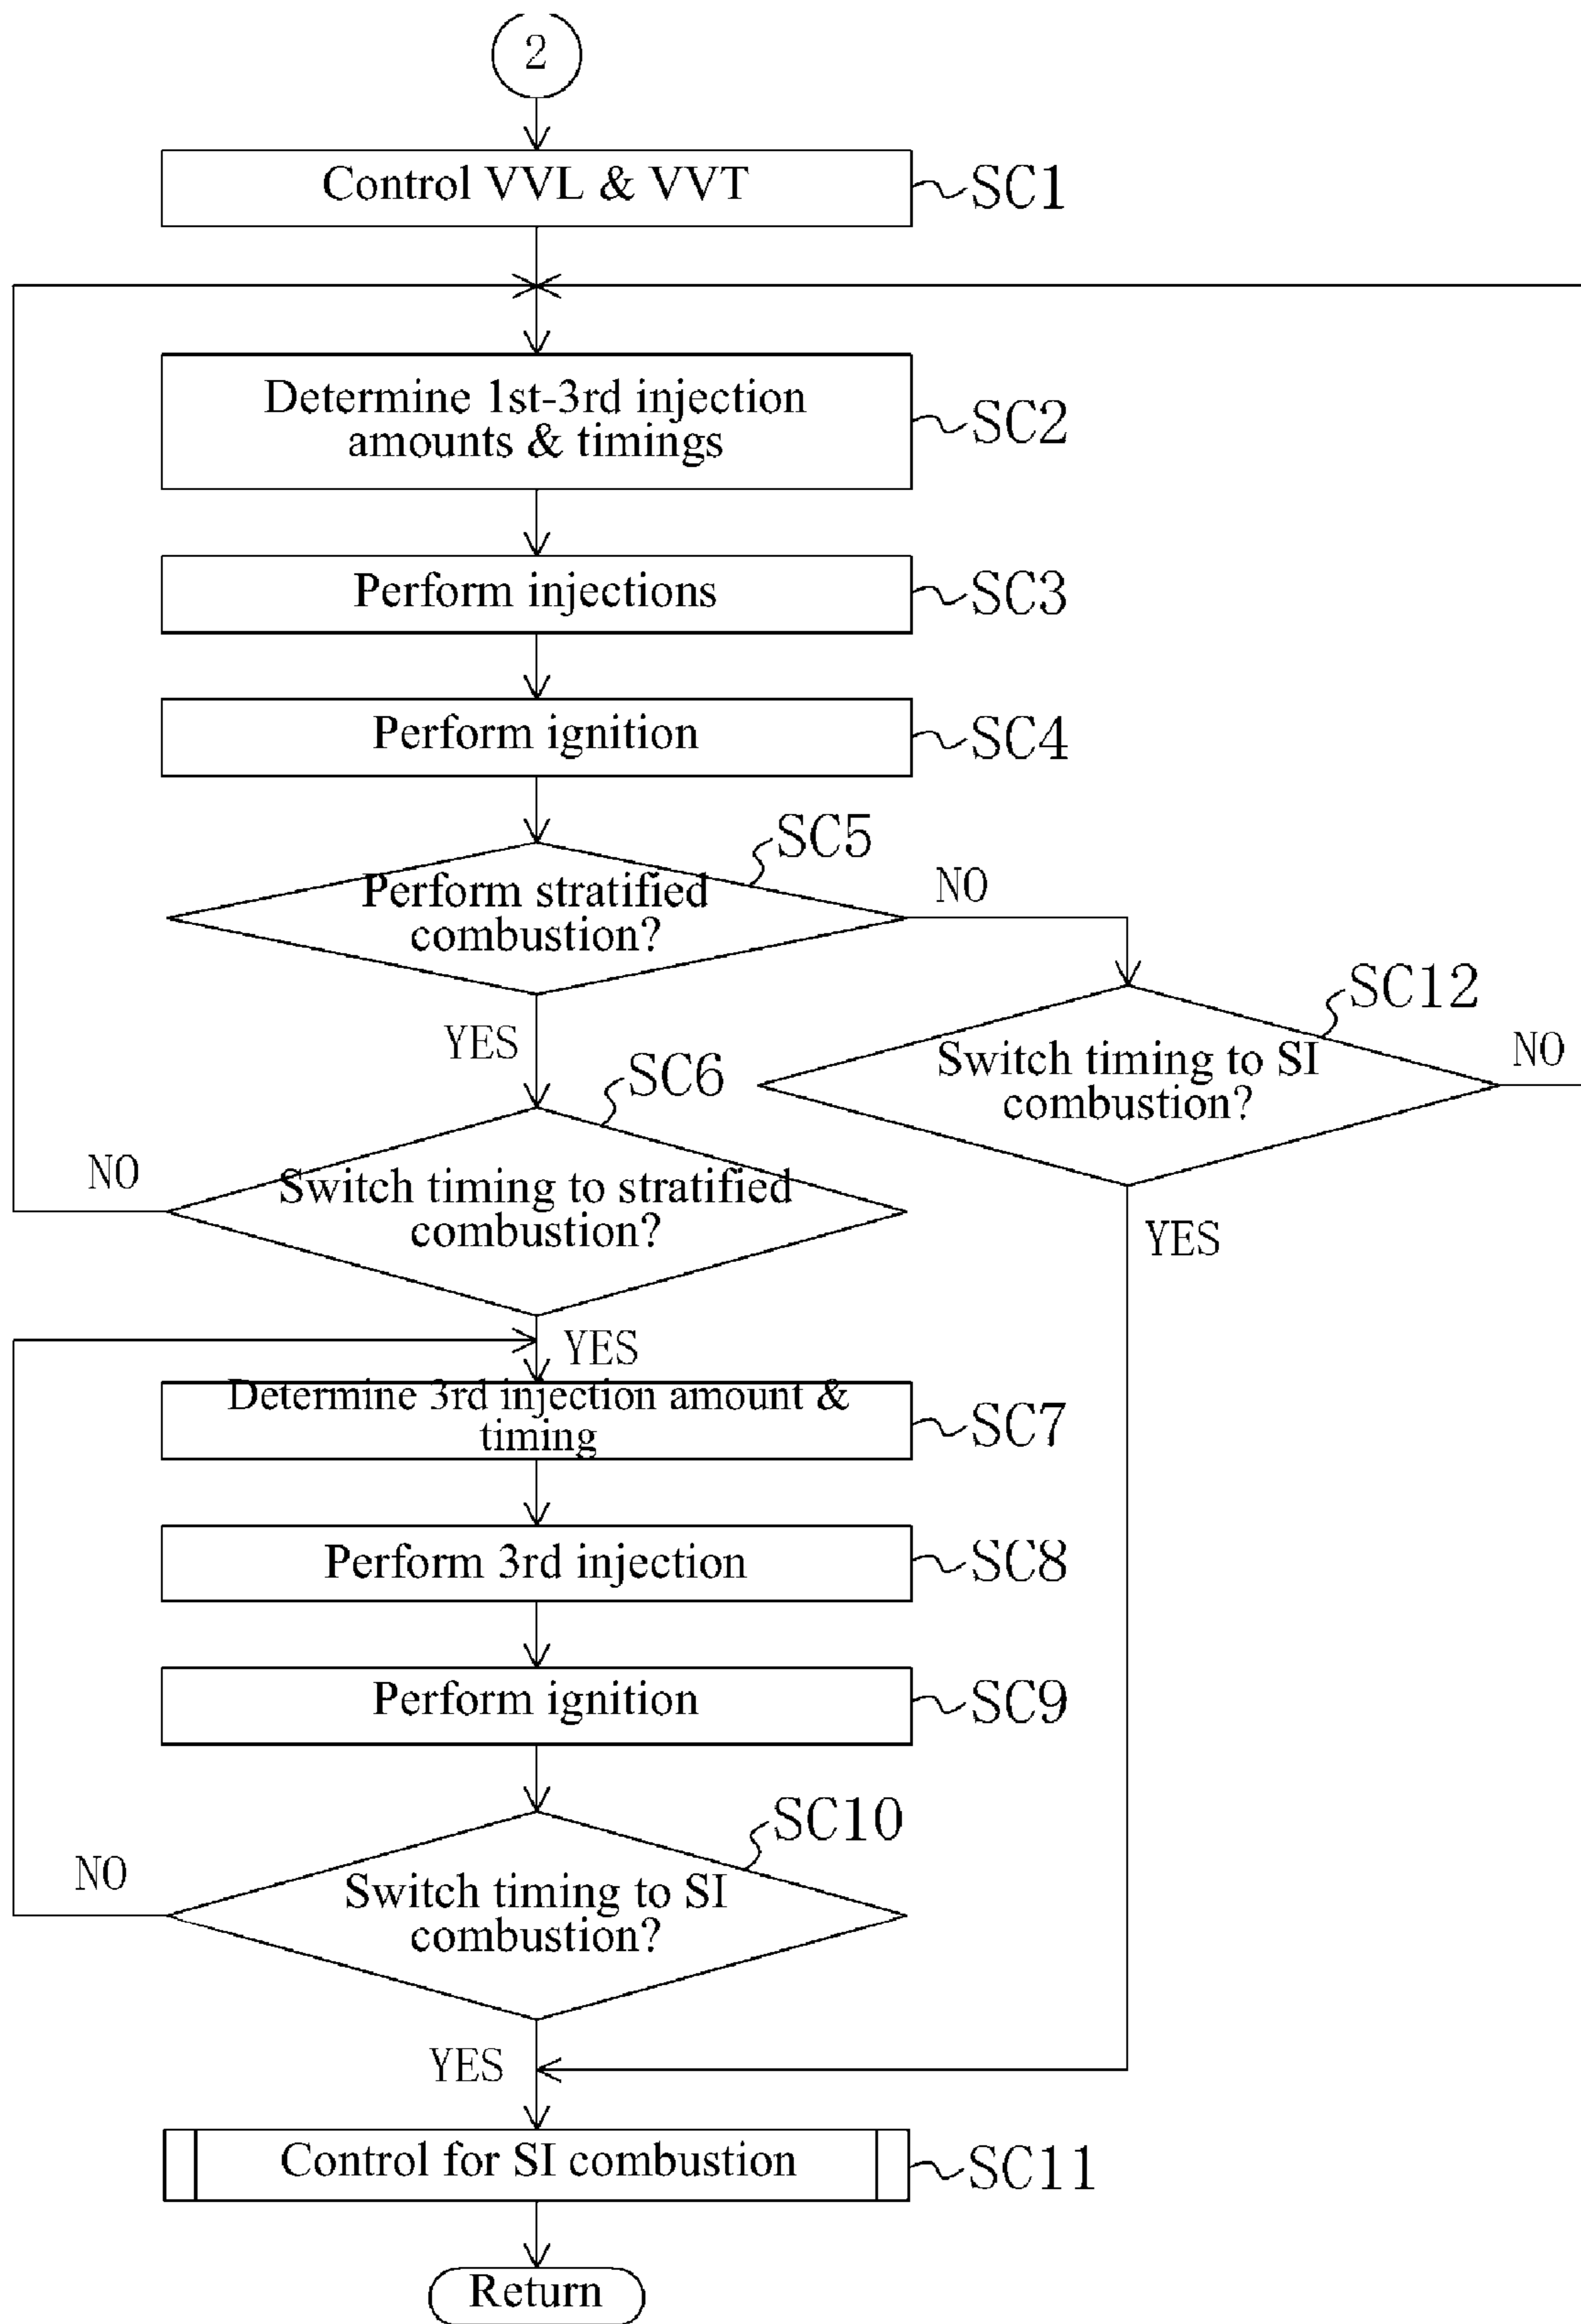 2
Control VVL & VVT
SC1
Determine 1st-3rd injection
amounts & timings
SC2
Perform injections
SC3
Perform ignition
SC4
SC5
Perform stratified
combustion?
NO
YES
SC12
Switch timing to SI
combustion?
NO
YES
SC6
Switch timing to stratified
combustion?
NO
YES
Determine 3rd injection amount &
timing
SC7
Perform 3rd injection
SC8
Perform ignition
SC9
SC10
Switch timing to SI
combustion?
NO
YES
Control for SI combustion
SC11
Return